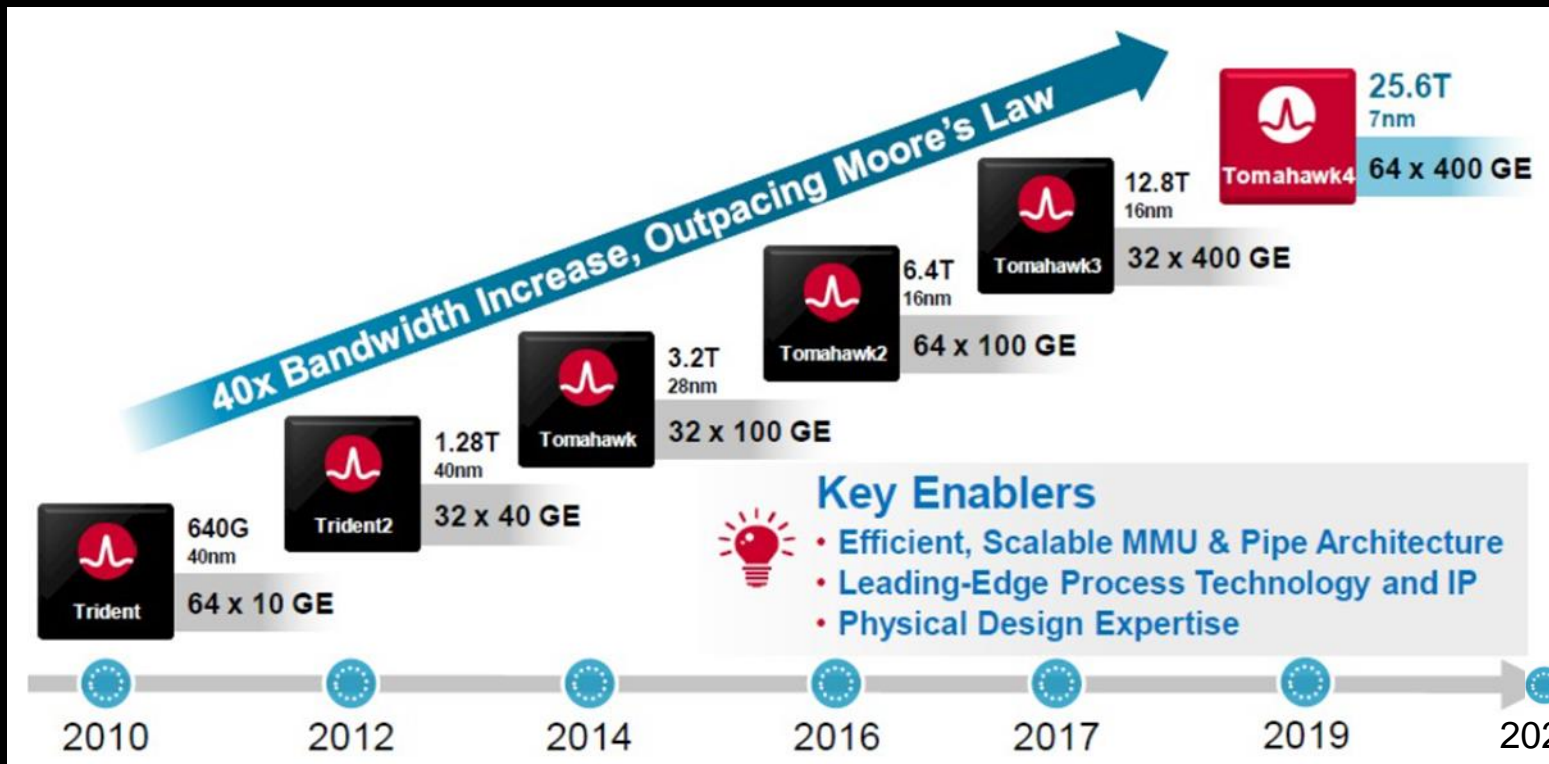 40x Bandwidth Increase, Outpacing Moore's Law
Trident
640G
40nm
64 x 10 GE
Trident2
1.28T
40nm
32 x 40 GE
Tomahawk
3.2T
28nm
32 x 100 GE
Tomahawk2
6.4T
16nm
64 x 100 GE
Tomahawk3
12.8T
16nm
32 x 400 GE
Tomahawk4
25.6T
7nm
64 x 400 GE
Key Enablers
• Efficient, Scalable MMU & Pipe Architecture
• Leading-Edge Process Technology and IP
• Physical Design Expertise
2010 2012 2014 2016 2017 2019